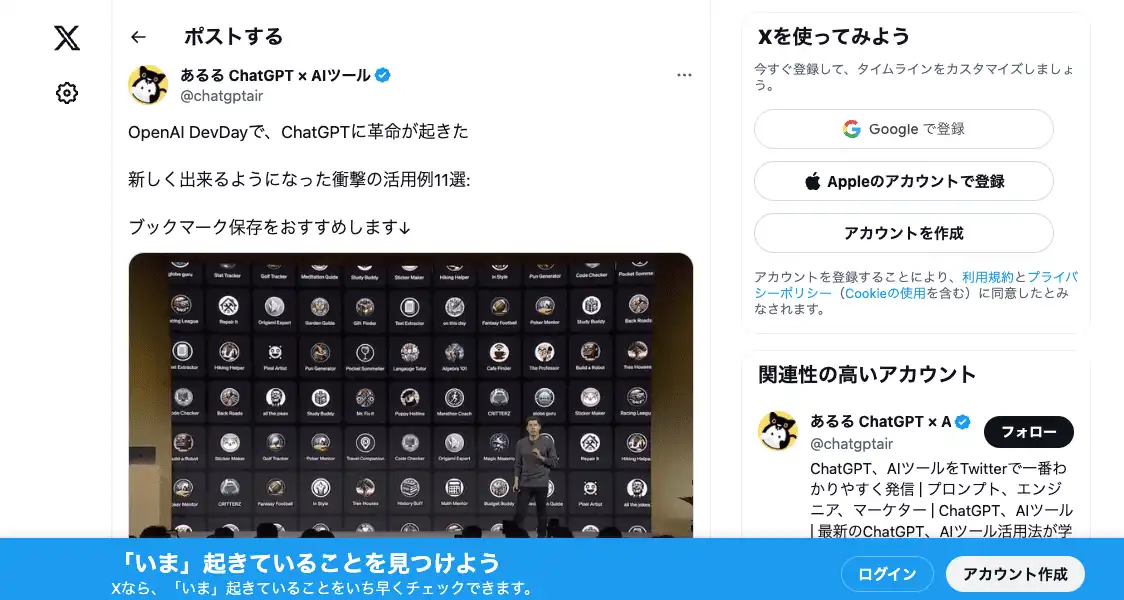 ポストする
あるる ChatGPT × AIツール
@chatgptair
OpenAI DevDayで、ChatGPTに革命が起きた
新しく出来るようになった衝撃の活用例11選:
ブックマーク保存をおすすめします↓
globe guru Stat Tracker Golf Tracker Meditation Guide Study Buddy Sticker Maker Hiking Helper In Style Pun Generator Code Checker Pocket Somme
Racing League Repair It Origami Expert Garden Guide Gift Finder Text Extractor on this day Fantasy Football Poker Mentor Study Buddy Back Roads
Text Extractor Hiking Helper Pixel Artist Pun Generator Pocket Sommelier Language Tutor Algebra 101 Cafe Finder The Professor Build a Robot Tree Houses
Code Checker Back Roads all the jokes Study Buddy Mr. Fix It Puppy Hotline Marathon Coach CRITTERZ globe guru Sticker Maker Racing League
Build a Robot Sticker Maker Golf Tracker Poker Mentor Travel Companion Code Checker Origami Expert Magic Repair It Hiking Help
Poker Mentor CRITTERZ Fantasy Football In Style Tree Houses History Buff Math Mentor Budget Buddy Garden Guide Pixel Artist All the jokes
Xを使ってみよう
今すぐ登録して、タイムラインをカスタマイズしましょ
う。
Google で登録
Appleのアカウントで登録
アカウントを作成
アカウントを登録することにより、利用規約とプライバ
シーポリシー（Cookieの使用を含む）に同意したとみ
なされます。
関連性の高いアカウント
あるる ChatGPT × A
@chatgptair
フォロー
ChatGPT、AIツールをTwitterで一番わ
かりやすく発信 | プロンプト、エンジ
ニア、マーケター | ChatGPT、AIツール
| 最新のChatGPT、AIツール活用法が学
「いま」起きていることを見つけよう
Xなら、「いま」起きていることをいち早くチェックできます。
ログイン
アカウント作成